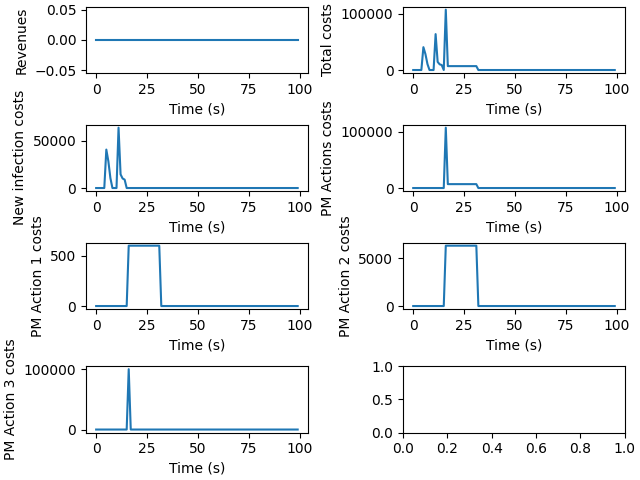 Revenues
0.05
0.00
−0.05
0 25 50 75 100
Time (s)
Total costs
100000
0
0 25 50 75 100
Time (s)
New infection costs
50000
0
0 25 50 75 100
Time (s)
PM Actions costs
100000
0
0 25 50 75 100
Time (s)
PM Action 1 costs
500
0
0 25 50 75 100
Time (s)
PM Action 2 costs
5000
0
0 25 50 75 100
Time (s)
PM Action 3 costs
100000
0
0 25 50 75 100
Time (s)
1.0
0.5
0.0
0.0 0.2 0.4 0.6 0.8 1.0